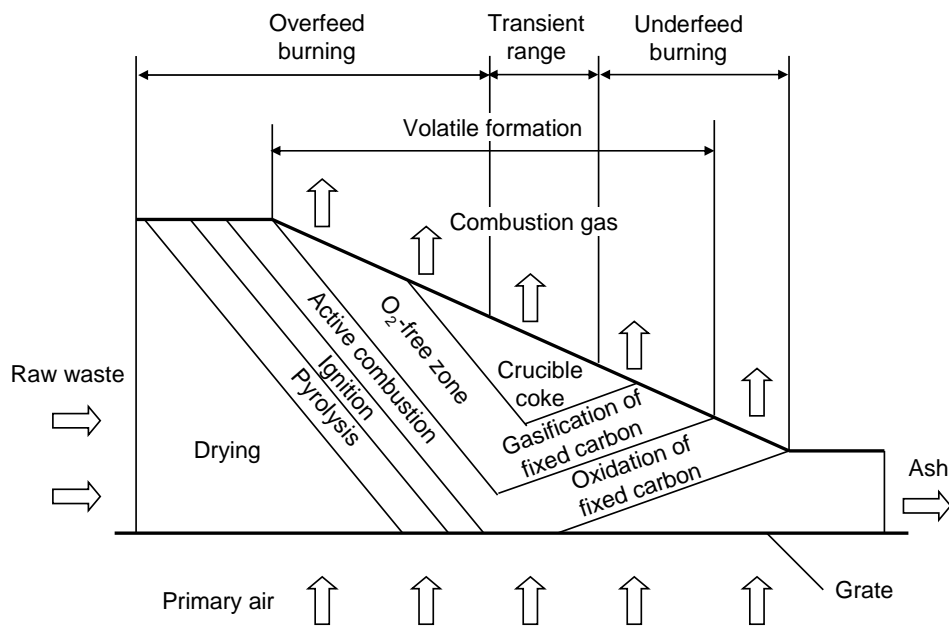 Overfeed
burning
Transient
range
Underfeed
burning
Volatile formation
Combustion gas
Active combustion
O₂-free zone
Ignition
Pyrolysis
Crucible
coke
Raw waste
Gasification of
fixed carbon
Drying
Oxidation of
fixed carbon
Ash
Grate
Primary air